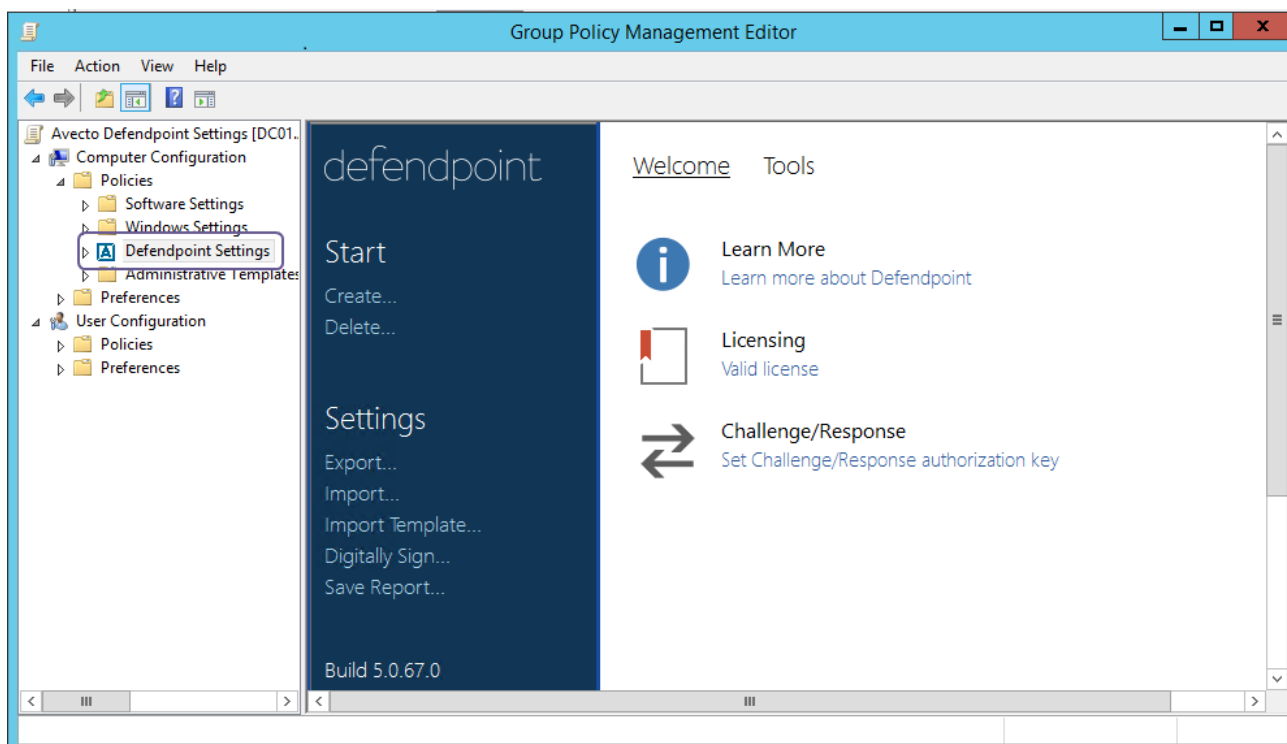 Group Policy Management Editor
File Action View Help
Avecto Defendpoint Settings [DC01..
Computer Configuration
Policies
Software Settings
Windows Settings
Defendpoint Settings
Administrative Templates
Preferences
User Configuration
Policies
Preferences
defendpoint
Start
Create...
Delete...
Settings
Export...
Import...
Import Template...
Digitally Sign...
Save Report...
Build 5.0.67.0
Welcome Tools
Learn More
Learn more about Defendpoint
Licensing
Valid license
Challenge/Response
Set Challenge/Response authorization key